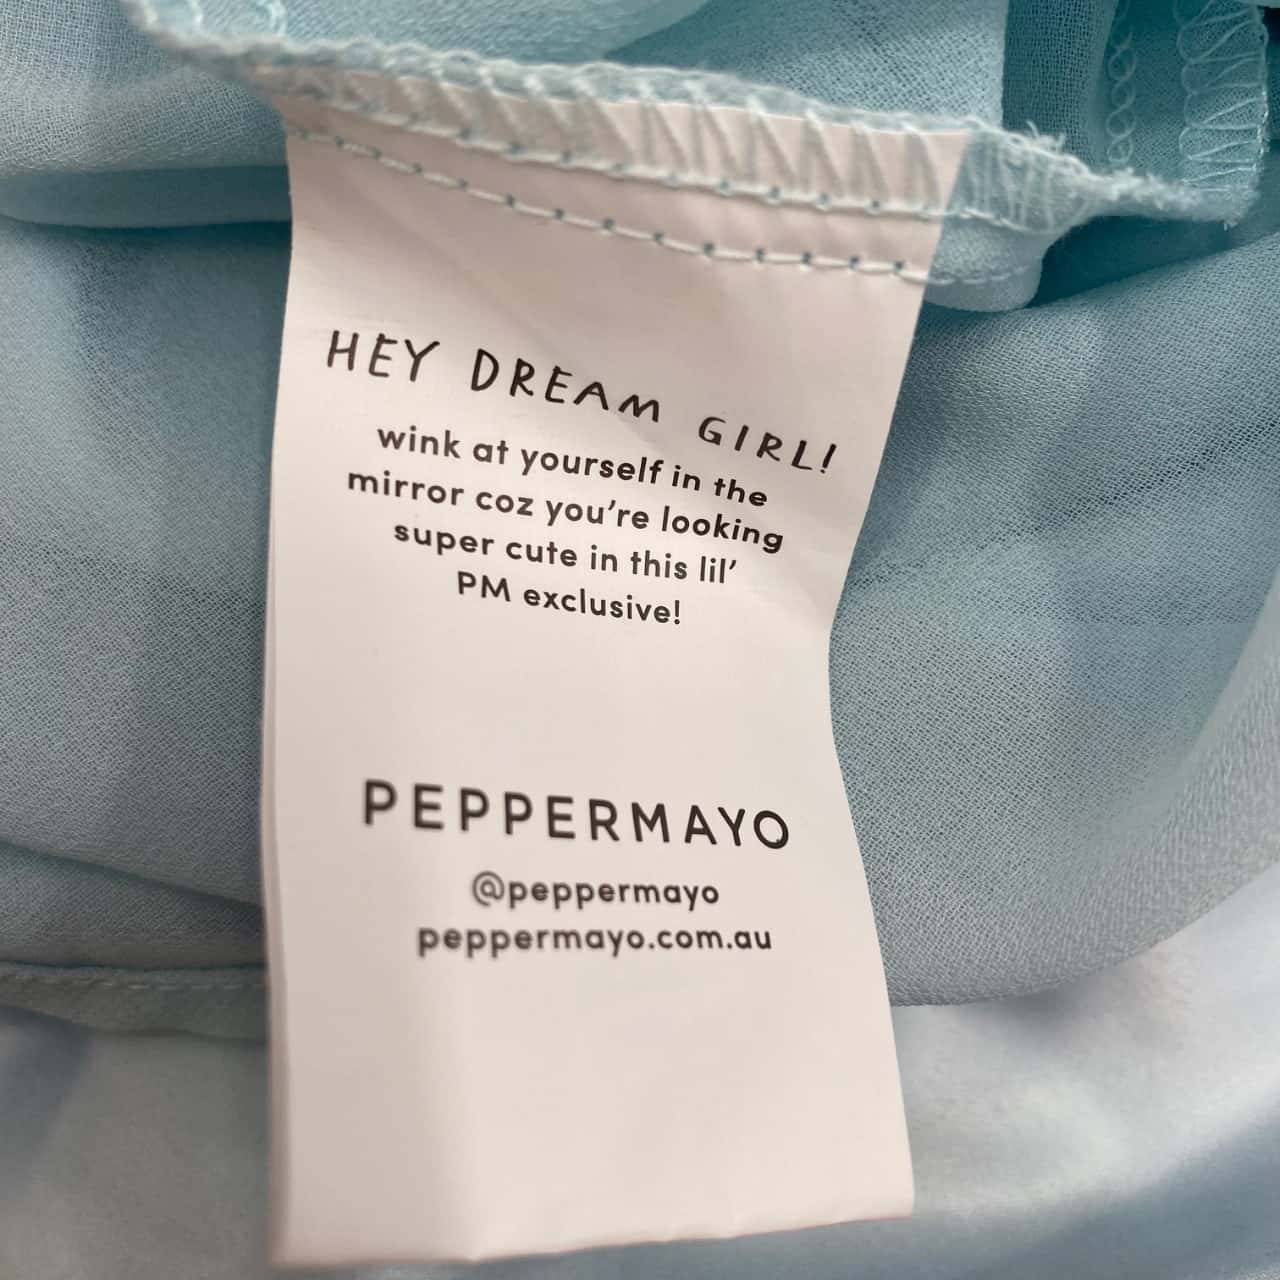 HEY DREAM GIRL!
wink at yourself in the
mirror coz you're looking
super cute in this lil'
PM exclusive!
PEPPERMAYO
@peppermayo
peppermayo.com.au